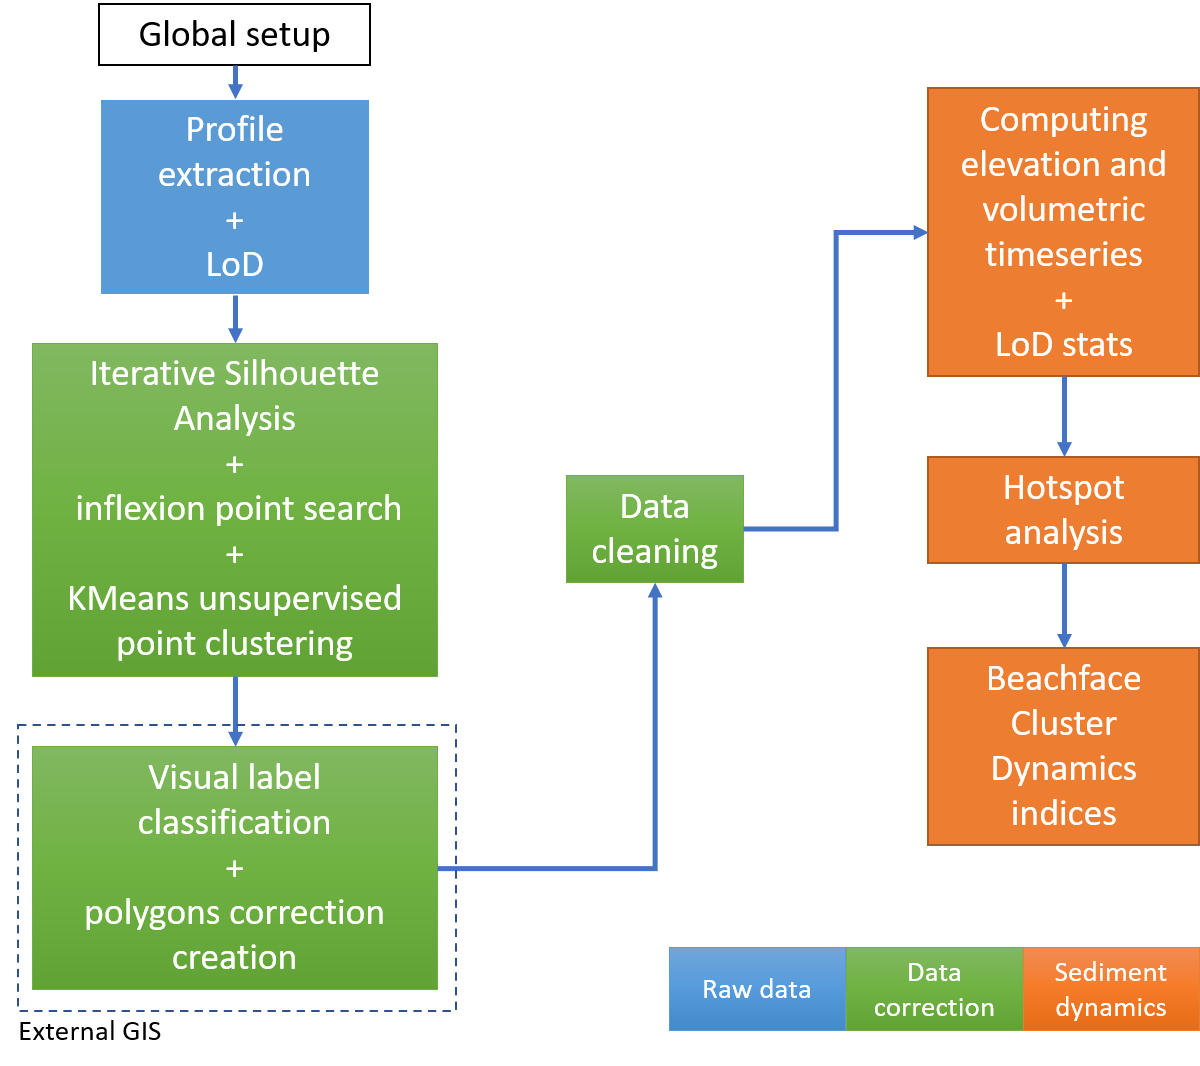 Global setup
Profile
extraction
+
LoD
Iterative Silhouette
Analysis
+
inflexion point search
+
KMeans unsupervised
point clustering
Visual label
classification
+
polygons correction
creation
External GIS
Data
cleaning
Computing
elevation and
volumetric
timeseries
+
LoD stats
Hotspot
analysis
Beachface
Cluster
Dynamics
indices
Raw data
Data
correction
Sediment
dynamics